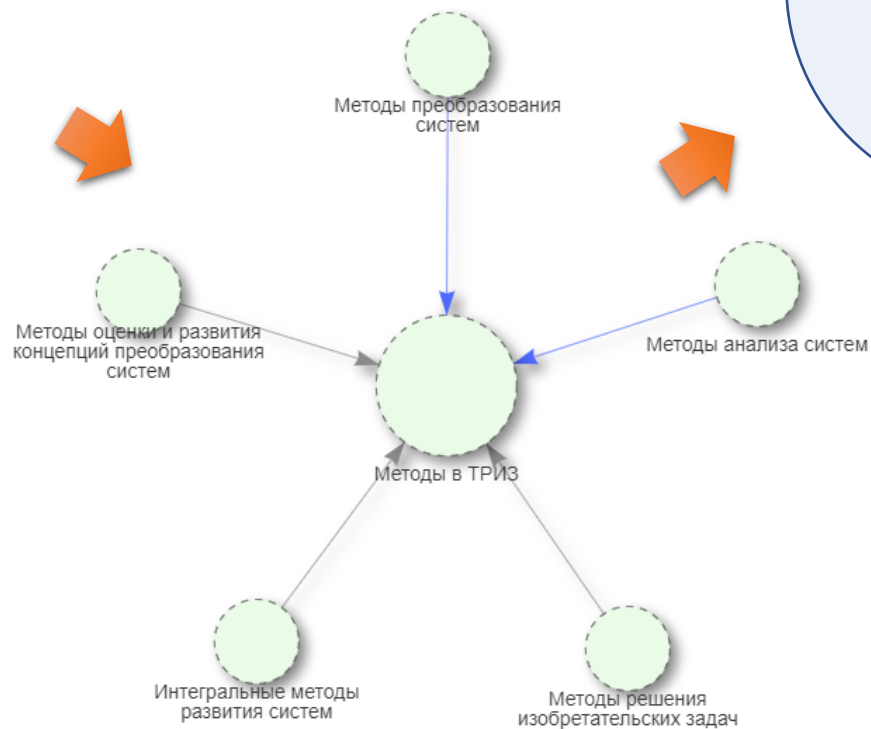 Методы преобразования
систем
Методы оценки и развития
концепций преобразования
систем
Методы анализа систем
Методы в ТРИЗ
Интегральные методы
развития систем
Методы решения
изобретательских задач